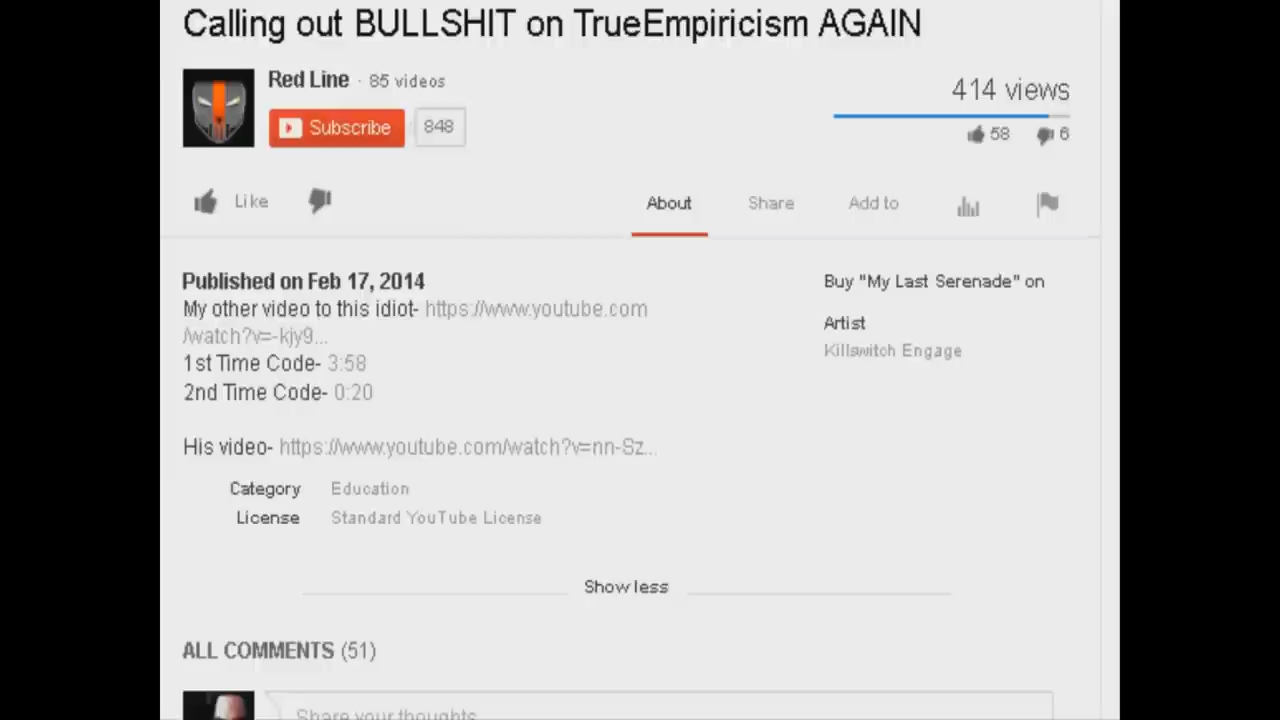 Calling out BULLSHIT on TrueEmpiricism AGAIN
Red Line · 85 videos
Subscribe 848
414 views
58 6
Like
About Share Add to
Published on Feb 17, 2014
My other video to this idiot- https://www.youtube.com
/watch?v=-kjy9...
1st Time Code- 3:58
2nd Time Code- 0:20
His video- https://www.youtube.com/watch?v=nn-Sz...
Category Education
License Standard YouTube License
Buy "My Last Serenade" on
Artist
Killswitch Engage
Show less
ALL COMMENTS (51)
Share your thoughts